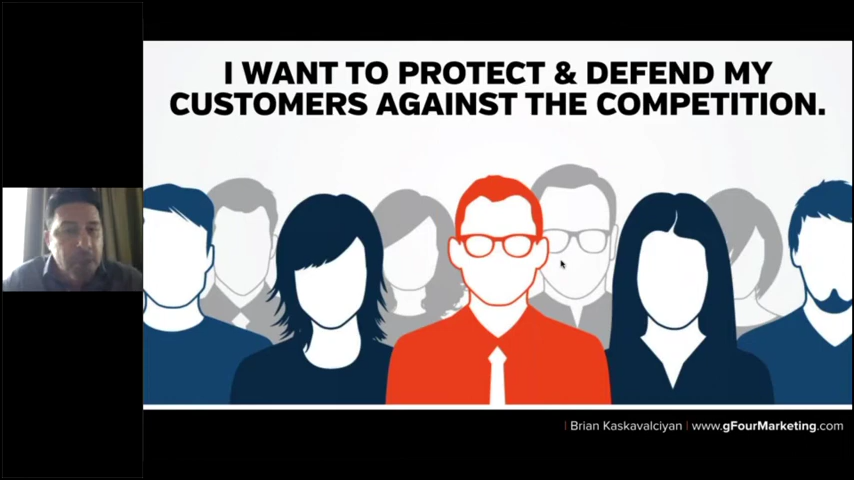 I WANT TO PROTECT & DEFEND MY
CUSTOMERS AGAINST THE COMPETITION.
| Brian Kaskavalciyan | www.gFourMarketing.com